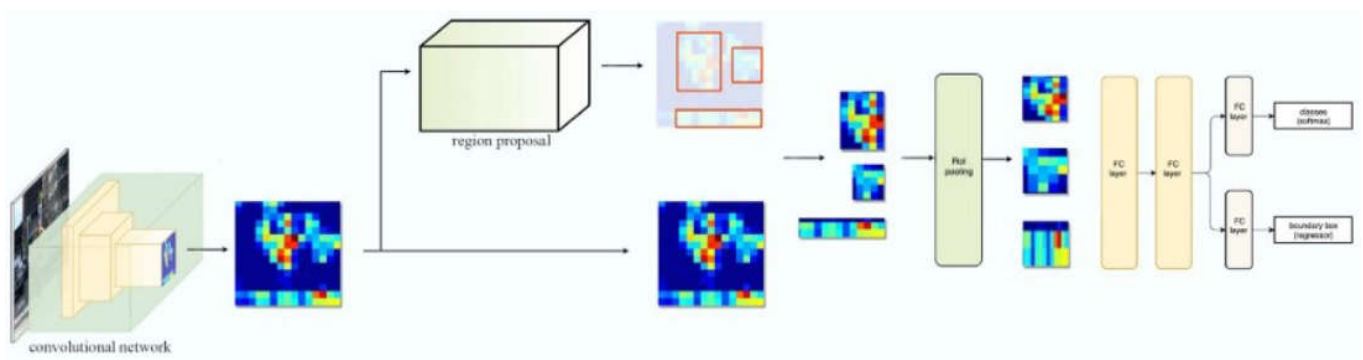 region proposal
convolutional network
RoI
pooling
FC
layer
FC
layer
FC
layer
classes
(softmax)
FC
layer
boundary box
(regressor)